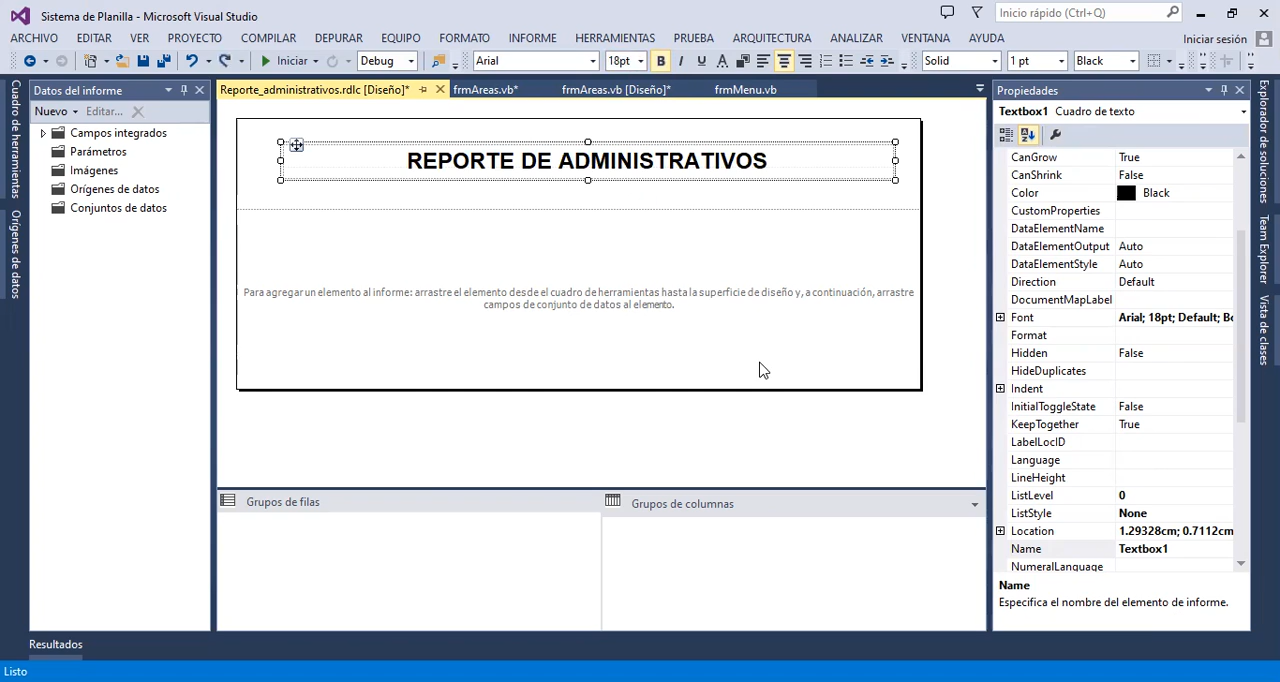 Sistema de Planilla - Microsoft Visual Studio
Inicio rápido (Ctrl+Q)
ARCHIVO EDITAR VER PROYECTO COMPILAR DEPURAR EQUIPO FORMATO INFORME HERRAMIENTAS PRUEBA ARQUITECTURA ANALIZAR VENTANA AYUDA Iniciar sesión
Iniciar Debug Arial 18pt B I U A Solid 1 pt Black
Cuadro de herramientas
Orígenes de datos
Datos del informe
Nuevo Editar...
Campos integrados
Parámetros
Imágenes
Orígenes de datos
Conjuntos de datos
Reporte_administrativos.rdlc [Diseño]* frmAreas.vb* frmAreas.vb [Diseño]* frmMenu.vb
REPORTE DE ADMINISTRATIVOS
Para agregar un elemento al informe: arrastre el elemento desde el cuadro de herramientas hasta la superficie de diseño y, a continuación, arrastre
campos de conjunto de datos al elemento.
Grupos de filas Grupos de columnas
Propiedades
Textbox1 Cuadro de texto
CanGrow True
CanShrink False
Color Black
CustomProperties
DataElementName
DataElementOutput Auto
DataElementStyle Auto
Direction Default
DocumentMapLabel
Font Arial; 18pt; Default; Bo
Format
Hidden False
HideDuplicates
Indent
InitialToggleState False
KeepTogether True
LabelLocID
Language
LineHeight
ListLevel 0
ListStyle None
Location 1.29328cm; 0.7112cm
Name Textbox1
NumeralLanguage
Name
Especifica el nombre del elemento de informe.
Explorador de soluciones
Team Explorer
Vista de clases
Resultados
Listo